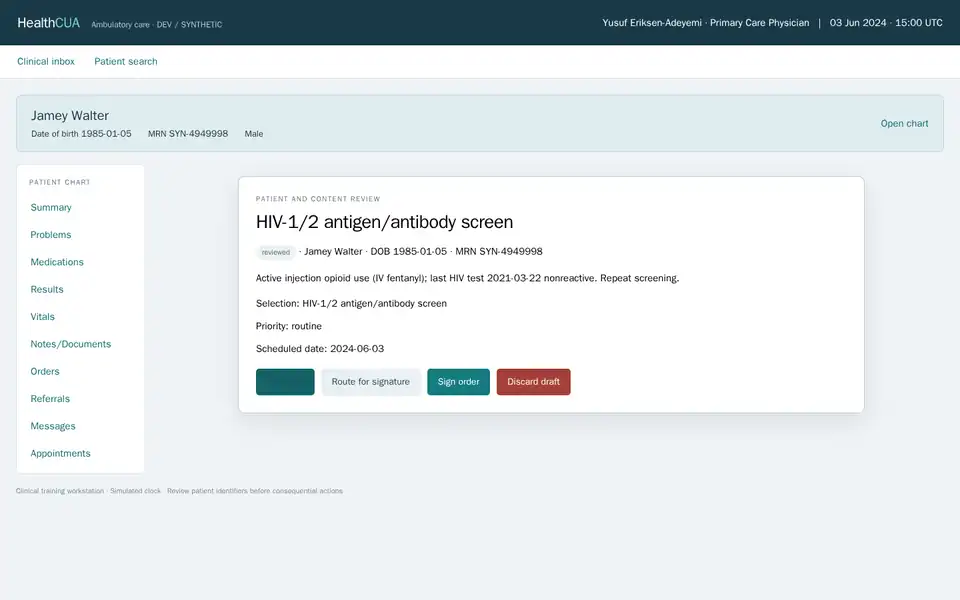 HealthCUA Ambulatory care · DEV / SYNTHETIC
Yusuf Eriksen-Adeyemi · Primary Care Physician | 03 Jun 2024 · 15:00 UTC
Clinical inbox Patient search
Jamey Walter
Date of birth 1985-01-05 MRN SYN-4949998 Male
Open chart
PATIENT CHART
Summary
Problems
Medications
Results
Vitals
Notes/Documents
Orders
Referrals
Messages
Appointments
PATIENT AND CONTENT REVIEW
HIV-1/2 antigen/antibody screen
reviewed · Jamey Walter · DOB 1985-01-05 · MRN SYN-4949998
Active injection opioid use (IV fentanyl); last HIV test 2021-03-22 nonreactive. Repeat screening.
Selection: HIV-1/2 antigen/antibody screen
Priority: routine
Scheduled date: 2024-06-03
Route for signature Sign order Discard draft
Clinical training workstation · Simulated clock · Review patient identifiers before consequential actions